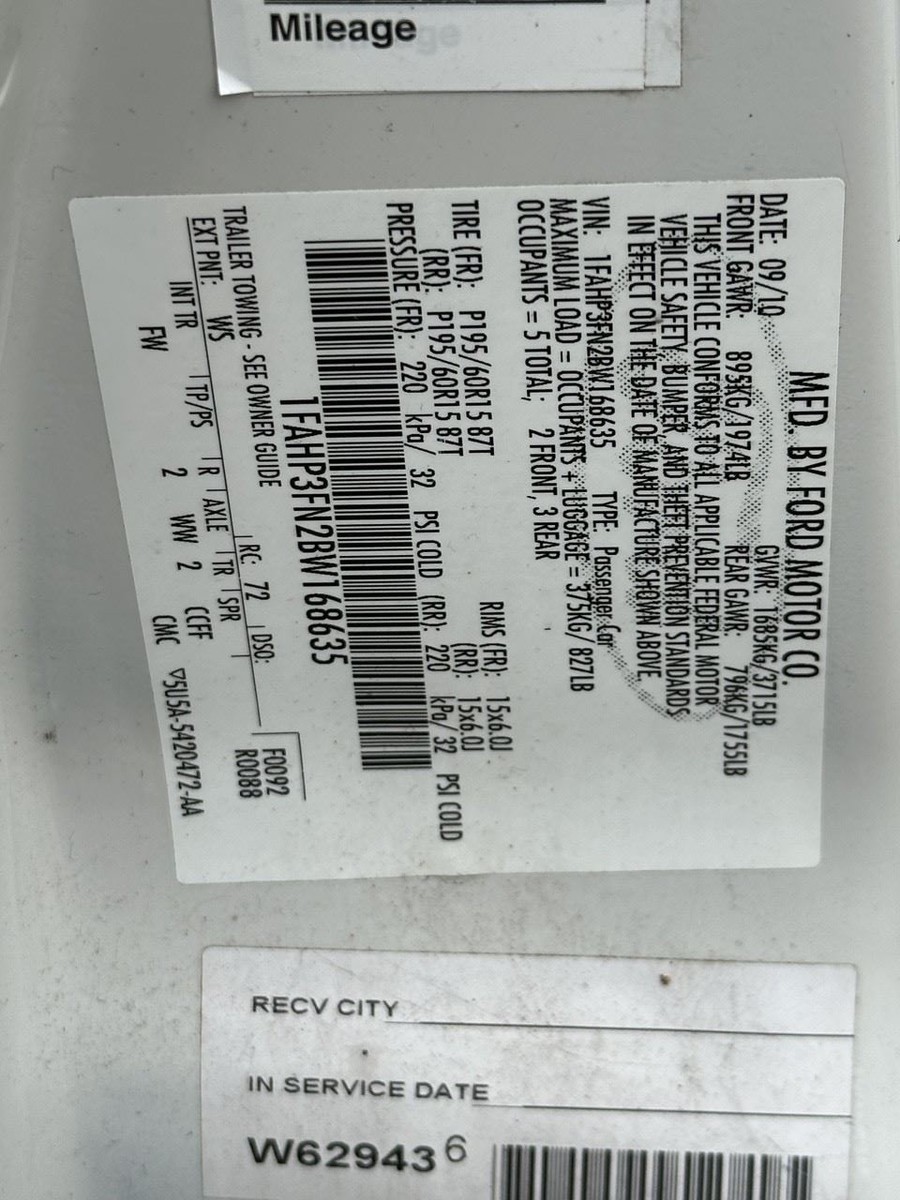 Mileage
MFD. BY FORD MOTOR CO.
DATE: 09/10 GVWR: 1685KG/3715LB
FRONT GAWR: 895KG/1974LB REAR GAWR: 796KG/1755LB
THIS VEHICLE CONFORMS TO ALL APPLICABLE FEDERAL MOTOR
VEHICLE SAFETY, BUMPER, AND THEFT PREVENTION STANDARDS
IN EFFECT ON THE DATE OF MANUFACTURE SHOWN ABOVE.
VIN: 1FAHP3FN2BW168635 TYPE: Passenger Car
MAXIMUM LOAD = OCCUPANTS + LUGGAGE = 375KG/ 827LB
OCCUPANTS = 5 TOTAL; 2 FRONT, 3 REAR
TIRE (FR): P195/60R15 87T RIMS (FR): 15x6.0J
(RR): P195/60R15 87T (RR): 15x6.0J
PRESSURE (FR): 220 kPa/ 32 PSI COLD (RR): 220 kPa/ 32 PSI COLD
1FAHP3FN2BW168635
F0092
TRAILER TOWING - SEE OWNER GUIDE RC: 72 DSO: R0088
EXT PNT: WS
INT TR TP/PS R AXLE TR SPR
FW 2 WW 2 CCFF
CMC ▽5U5A-5420472-AA
RECV CITY
IN SERVICE DATE
W62943 6